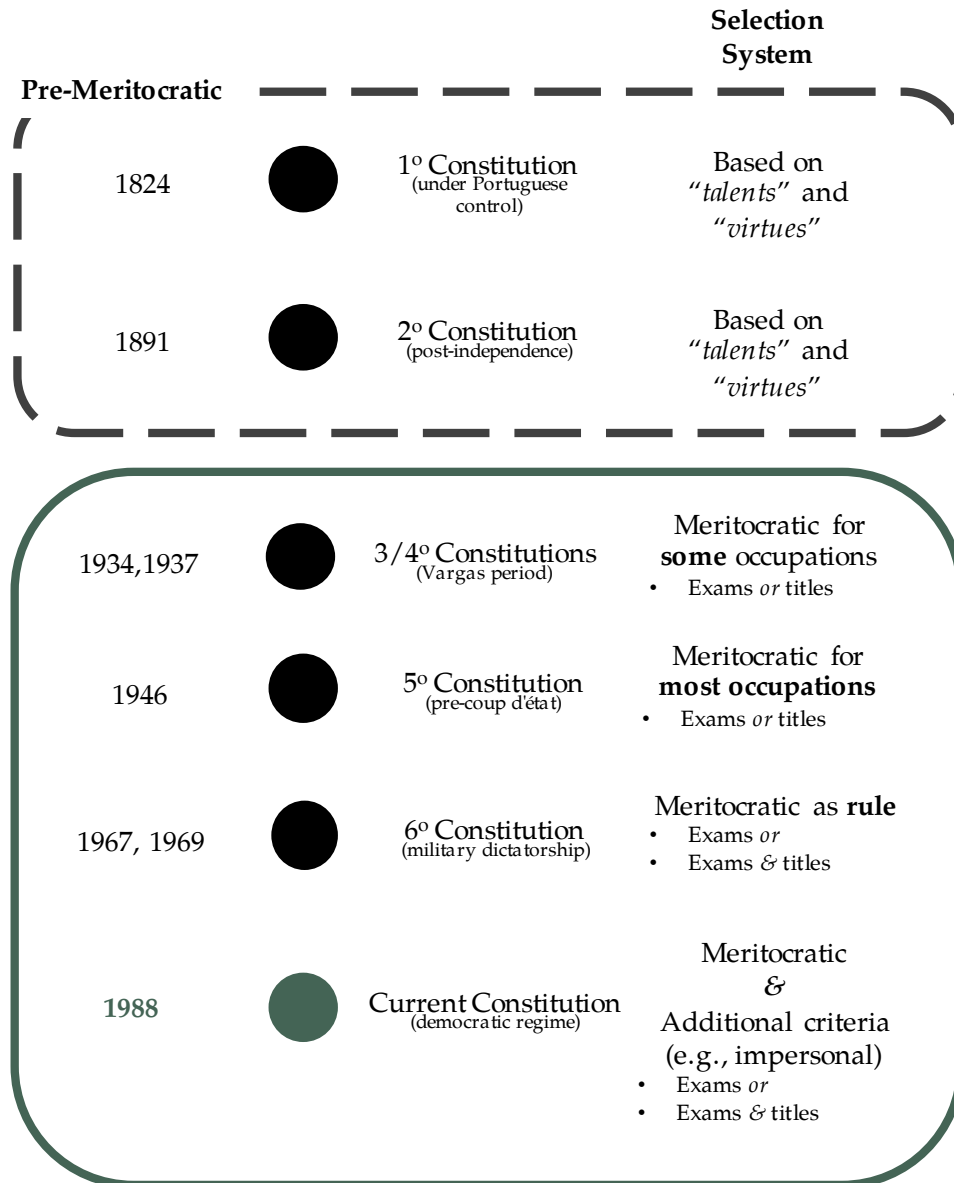 Selection
System
Pre-Meritocratic
1824
1º Constitution
(under Portuguese
control)
Based on
“talents” and
“virtues”
1891
2º Constitution
(post-independence)
Based on
“talents” and
“virtues”
1934,1937
3/4º Constitutions
(Vargas period)
Meritocratic for
some occupations
• Exams or titles
1946
5º Constitution
(pre-coup d'état)
Meritocratic for
most occupations
• Exams or titles
1967, 1969
6º Constitution
(military dictatorship)
Meritocratic as rule
• Exams or
• Exams & titles
1988
Current Constitution
(democratic regime)
Meritocratic
&
Additional criteria
(e.g., impersonal)
• Exams or
• Exams & titles